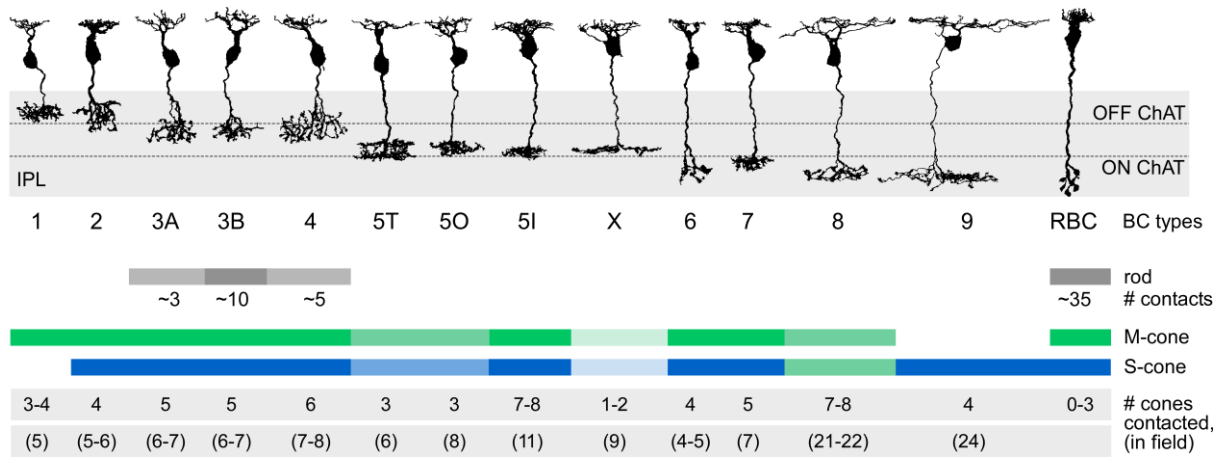 OFF ChAT
ON ChAT
IPL
1 2 3A 3B 4 5T 5O 5I X 6 7 8 9 RBC BC types
rod
~3 ~10 ~5 ~35 # contacts
M-cone
S-cone
3-4 4 5 5 6 3 3 7-8 1-2 4 5 7-8 4 0-3 # cones
contacted,
(5) (5-6) (6-7) (6-7) (7-8) (6) (8) (11) (9) (4-5) (7) (21-22) (24) (in field)